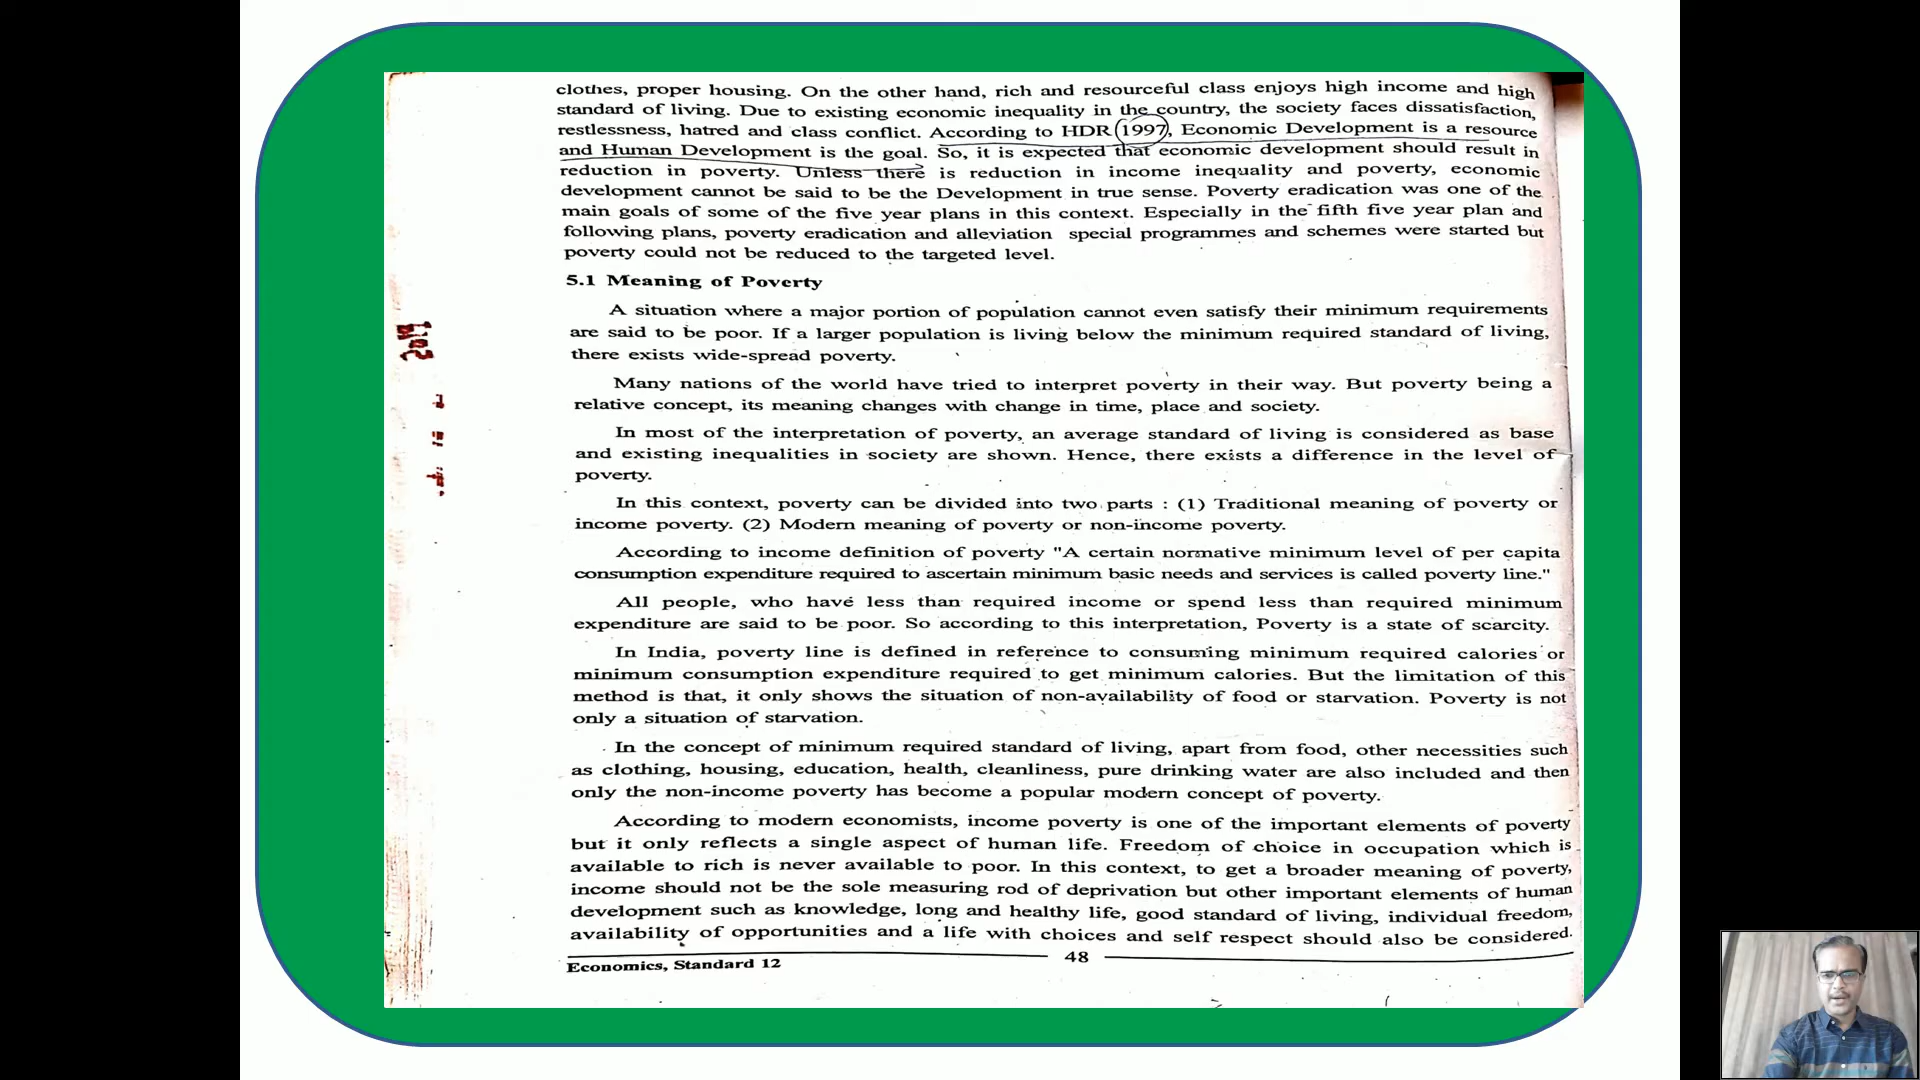 clothes, proper housing. On the other hand, rich and resourceful class enjoys high income and high
standard of living. Due to existing economic inequality in the country, the society faces dissatisfaction,
restlessness, hatred and class conflict. According to HDR 1997, Economic Development is a resource
and Human Development is the goal. So, it is expected that economic development should result in
reduction in poverty. Unless there is reduction in income inequality and poverty, economic
development cannot be said to be the Development in true sense. Poverty eradication was one of the
main goals of some of the five year plans in this context. Especially in the fifth five year plan and
following plans, poverty eradication and alleviation special programmes and schemes were started but
poverty could not be reduced to the targeted level.
5.1 Meaning of Poverty
A situation where a major portion of population cannot even satisfy their minimum requirements
are said to be poor. If a larger population is living below the minimum required standard of living,
there exists wide-spread poverty.
Many nations of the world have tried to interpret poverty in their way. But poverty being a
relative concept, its meaning changes with change in time, place and society.
In most of the interpretation of poverty, an average standard of living is considered as base
and existing inequalities in society are shown. Hence, there exists a difference in the level of
poverty.
In this context, poverty can be divided into two parts : (1) Traditional meaning of poverty or
income poverty. (2) Modern meaning of poverty or non-income poverty.
According to income definition of poverty "A certain normative minimum level of per capita
consumption expenditure required to ascertain minimum basic needs and services is called poverty line."
All people, who have less than required income or spend less than required minimum
expenditure are said to be poor. So according to this interpretation, Poverty is a state of scarcity.
In India, poverty line is defined in reference to consuming minimum required calories or
minimum consumption expenditure required to get minimum calories. But the limitation of this
method is that, it only shows the situation of non-availability of food or starvation. Poverty is not
only a situation of starvation.
In the concept of minimum required standard of living, apart from food, other necessities such
as clothing, housing, education, health, cleanliness, pure drinking water are also included and then
only the non-income poverty has become a popular modern concept of poverty.
According to modern economists, income poverty is one of the important elements of poverty
but it only reflects a single aspect of human life. Freedom of choice in occupation which is
available to rich is never available to poor. In this context, to get a broader meaning of poverty,
income should not be the sole measuring rod of deprivation but other important elements of human
development such as knowledge, long and healthy life, good standard of living, individual freedom,
availability of opportunities and a life with choices and self respect should also be considered.
Economics, Standard 12
48